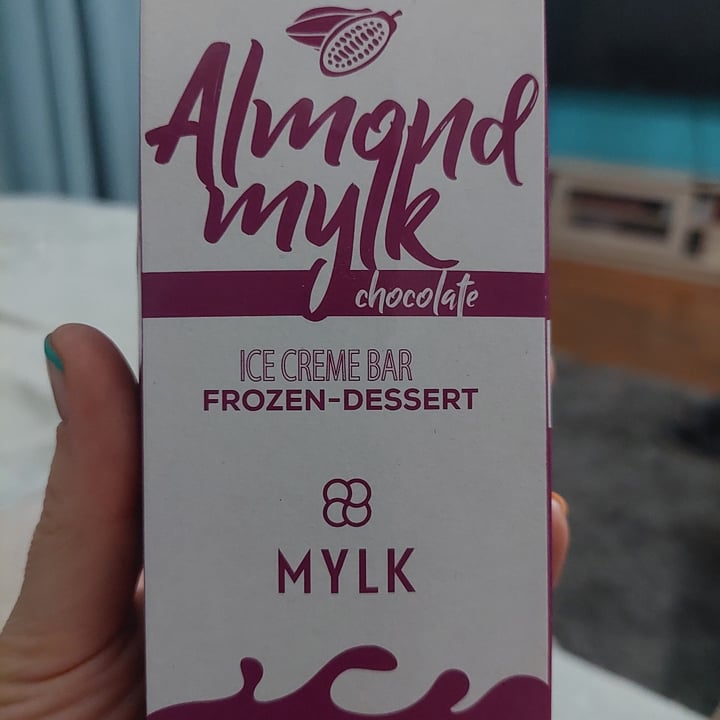 Almond
mylk
chocolate
ICE CREME BAR
FROZEN-DESSERT
MYLK